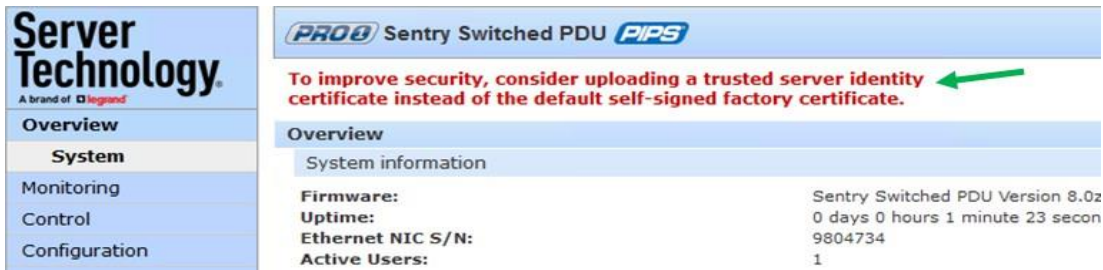 Server
Technology.
A brand of legrand
PRO2 Sentry Switched PDU PIPS
To improve security, consider uploading a trusted server identity
certificate instead of the default self-signed factory certificate.
Overview
System
Monitoring
Control
Configuration
Overview
System information
Firmware: Sentry Switched PDU Version 8.0z
Uptime: 0 days 0 hours 1 minute 23 secon
Ethernet NIC S/N: 9804734
Active Users: 1